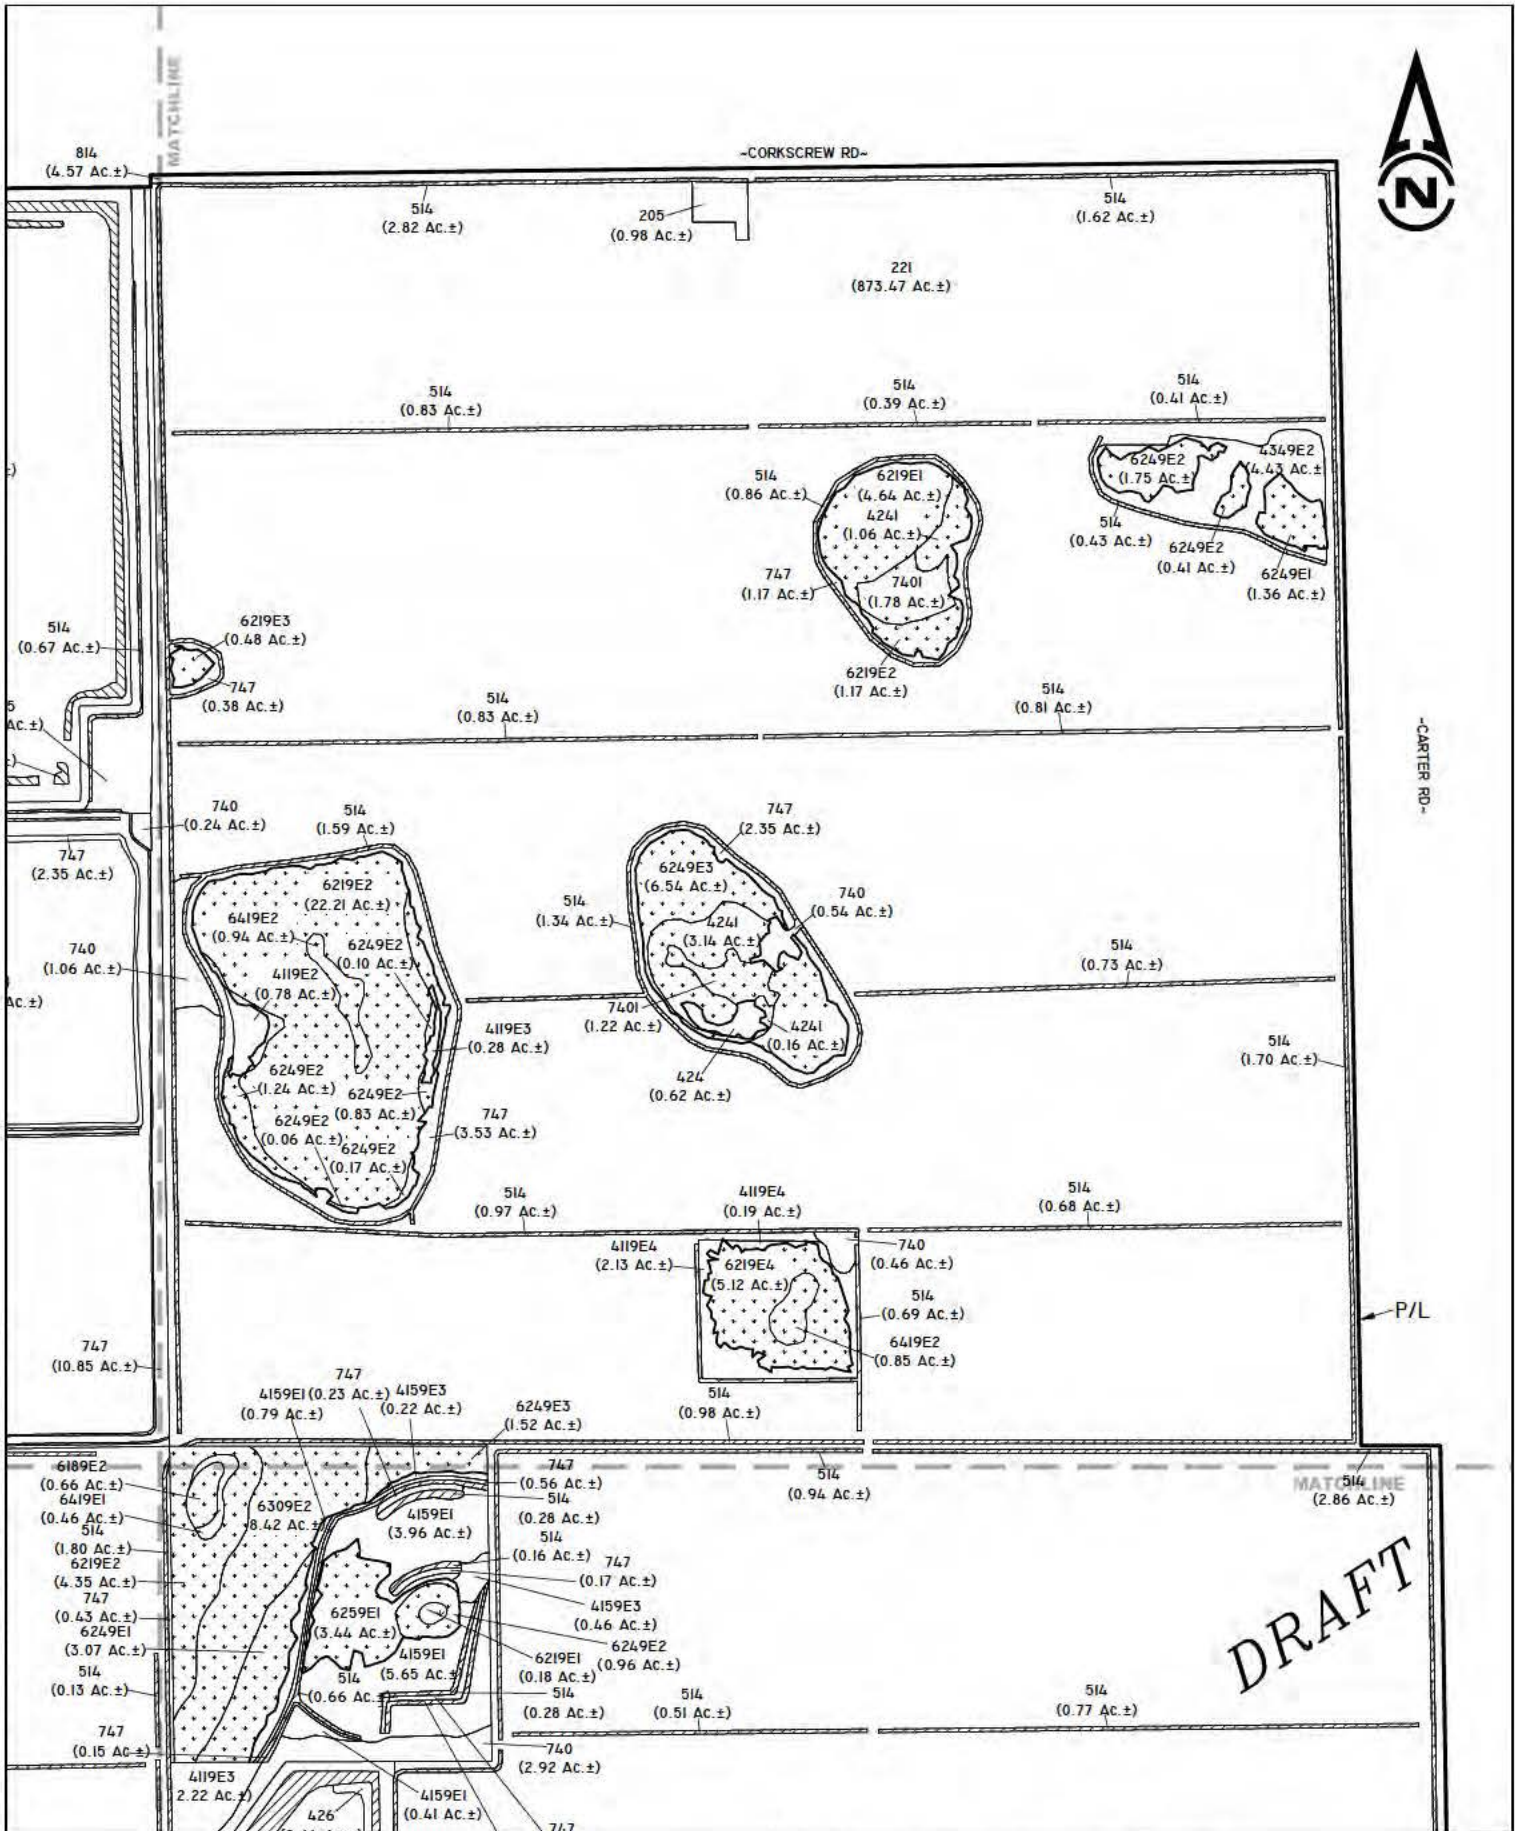 MATCHLINE
N
814
(4.57 Ac.±)
~CORKSCREW RD~
514
(2.82 Ac.±)
205
(0.98 Ac.±)
514
(1.62 Ac.±)
221
(873.47 Ac.±)
514
(0.83 Ac.±)
514
(0.39 Ac.±)
514
(0.41 Ac.±)
514
(0.86 Ac.±)
6219E1
(4.64 Ac.±)
4241
(1.06 Ac.±)
6249E2
(1.75 Ac.±)
4349E2
(4.43 Ac.±
514
(0.43 Ac.±)
6249E2
(0.41 Ac.±)
6249E1
(1.36 Ac.±)
747
(1.17 Ac.±)
7401
(1.78 Ac.±)
6219E2
(1.17 Ac.±)
514
(0.67 Ac.±)
6219E3
(0.48 Ac.±)
747
(0.38 Ac.±)
514
(0.83 Ac.±)
514
(0.81 Ac.±)
~CARTER RD~
5
Ac.±)
740
(0.24 Ac.±)
514
(1.59 Ac.±)
747
(2.35 Ac.±)
747
(2.35 Ac.±)
6249E3
(6.54 Ac.±)
740
(0.54 Ac.±)
6219E2
(22.21 Ac.±)
6419E2
(0.94 Ac.±)
514
(1.34 Ac.±)
4241
(3.14 Ac.±)
6249E2
(0.10 Ac.±)
740
(1.06 Ac.±)
514
(0.73 Ac.±)
4119E2
(0.78 Ac.±)
Ac.±)
7401
(1.22 Ac.±)
4241
(0.16 Ac.±)
4119E3
(0.28 Ac.±)
514
(1.70 Ac.±)
424
(0.62 Ac.±)
6249E2
(1.24 Ac.±)
6249E2
(0.83 Ac.±)
6249E2
(0.06 Ac.±)
747
(3.53 Ac.±)
6249E2
(0.17 Ac.±)
514
(0.97 Ac.±)
4119E4
(0.19 Ac.±)
514
(0.68 Ac.±)
4119E4
(2.13 Ac.±)
6219E4
(5.12 Ac.±)
740
(0.46 Ac.±)
514
(0.69 Ac.±)
P/L
6419E2
(0.85 Ac.±)
747
(10.85 Ac.±)
747
(0.23 Ac.±)
4159E1
(0.79 Ac.±)
4159E3
(0.22 Ac.±)
6249E3
(1.52 Ac.±)
514
(0.98 Ac.±)
6189E2
(0.66 Ac.±)
6419E1
(0.46 Ac.±)
514
(1.80 Ac.±)
6219E2
(4.35 Ac.±)
747
(0.43 Ac.±)
6249E1
(3.07 Ac.±)
514
(0.13 Ac.±)
747
(0.15 Ac.±)
6309E2
8.42 Ac.±)
4159E1
(3.96 Ac.±)
747
(0.56 Ac.±)
514
(0.28 Ac.±)
514
(0.16 Ac.±)
747
(0.17 Ac.±)
4159E3
(0.46 Ac.±)
6249E2
(0.96 Ac.±)
6259E1
(3.44 Ac.±)
4159E1
(5.65 Ac.±
6219E1
(0.18 Ac.±)
514
(0.66 Ac.±
514
(0.28 Ac.±)
514
(0.94 Ac.±)
MATCHLINE
514
(2.86 Ac.±)
DRAFT
514
(0.51 Ac.±)
514
(0.77 Ac.±)
740
(2.92 Ac.±)
4119E3
2.22 Ac.±)
4159E1
(0.41 Ac.±)
426
747